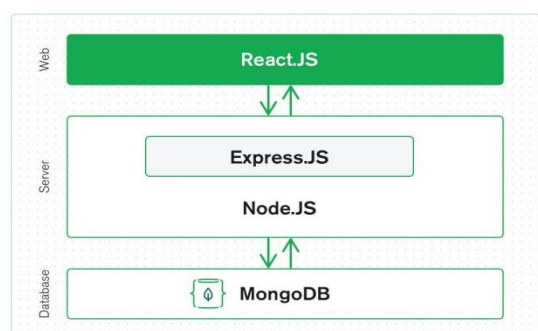 Web
React.JS
Server
Express.JS
Node.JS
Database
MongoDB